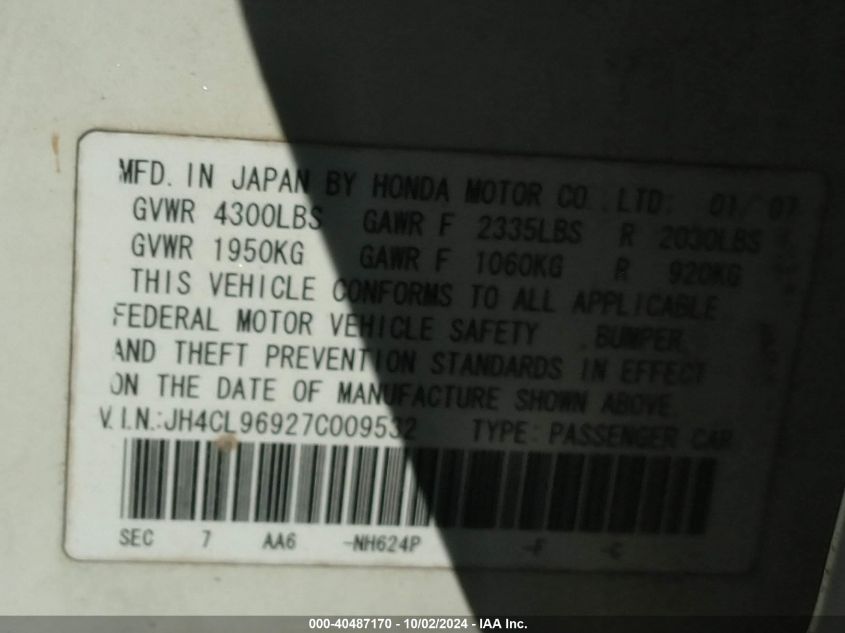 MFD. IN JAPAN BY HONDA MOTOR CO., LTD. 01/07
GVWR 4300LBS GAWR F 2335LBS R 2030LBS
GVWR 1950KG GAWR F 1060KG R 920KG
THIS VEHICLE CONFORMS TO ALL APPLICABLE
FEDERAL MOTOR VEHICLE SAFETY, BUMPER,
AND THEFT PREVENTION STANDARDS IN EFFECT
ON THE DATE OF MANUFACTURE SHOWN ABOVE.
V.I.N.:JH4CL96927C009532 TYPE:PASSENGER CAR
SEC 7 AA6 -NH624P -F -C
000-40487170 - 10/02/2024 - IAA Inc.